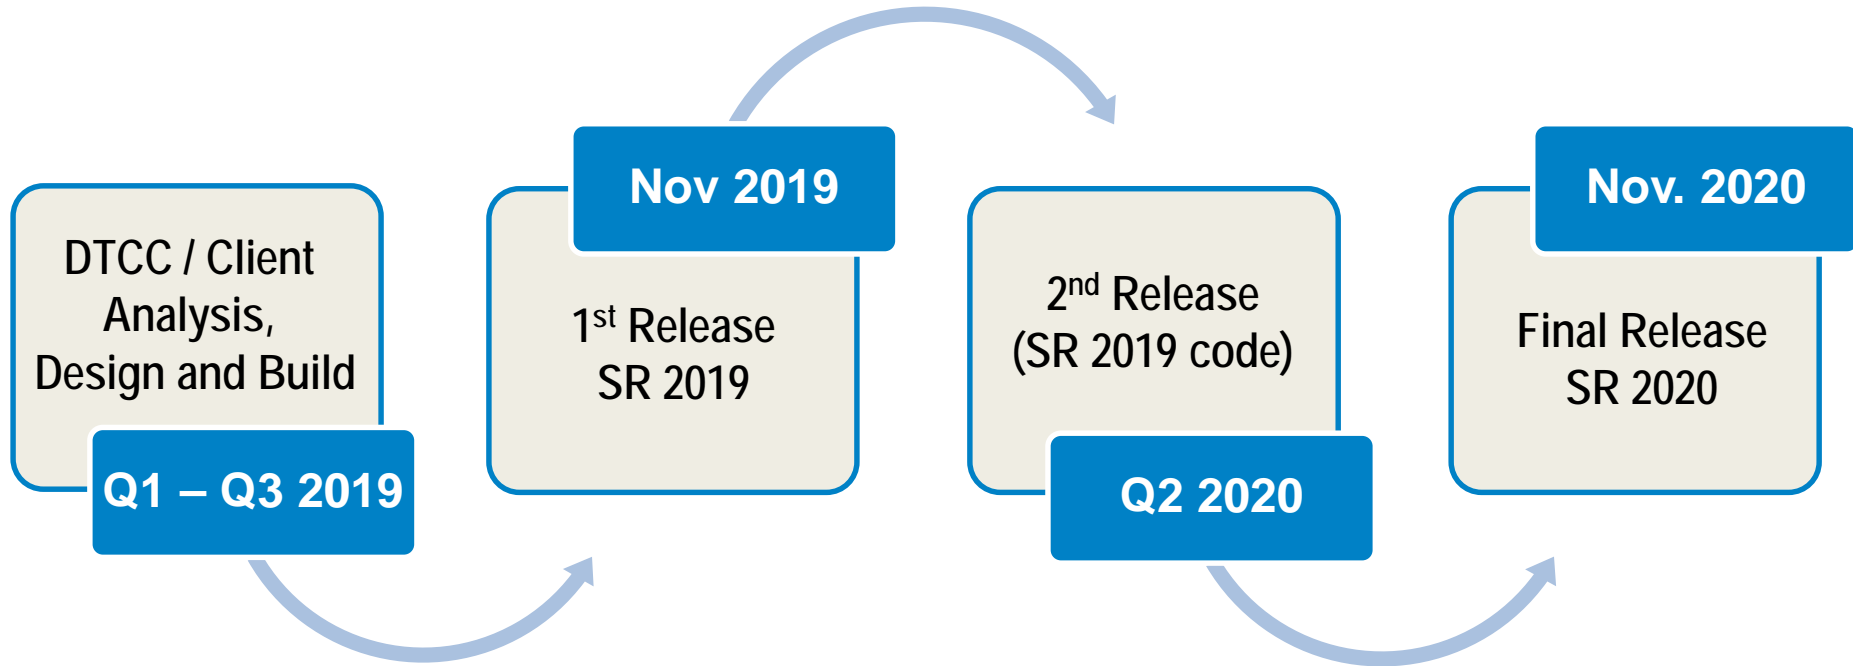 DTCC / Client
Analysis,
Design and Build
Q1 – Q3 2019
Nov 2019
1st Release
SR 2019
2nd Release
(SR 2019 code)
Q2 2020
Nov. 2020
Final Release
SR 2020